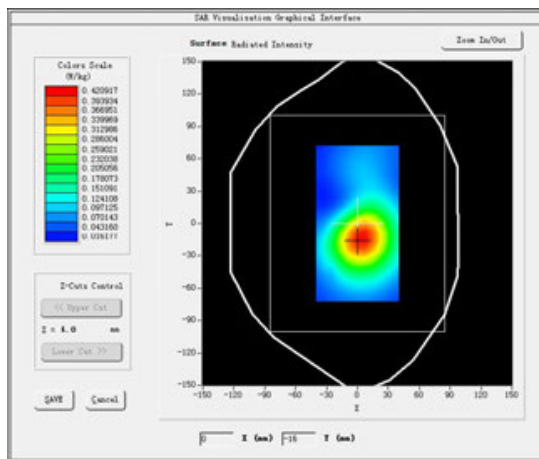 SAR Visualisation Graphical Interface
Surface Radiated Intensity
Zoom In/Out
Colors Scale
(W/kg)
0.420917
0.393934
0.366951
0.339969
0.312986
0.286004
0.259021
0.232038
0.205056
0.178073
0.151091
0.124108
0.097125
0.070143
0.043160
Z-Cuts Control
<< Upper Cut
Z = 4.0 mm
Lower Cut >>
SAVE
Cancel
150
120
90
60
30
0
-30
-60
-90
-120
-150
Y
-150 -120 -90 -60 -30 0 30 60 90 120 150
X
0 X (mm) -16 Y (mm)